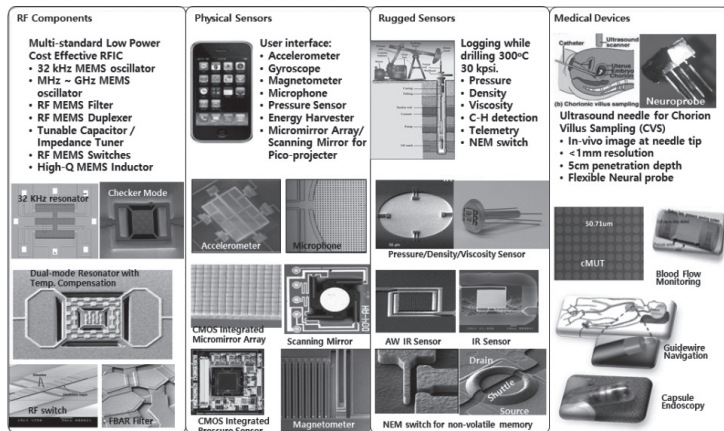 RF Components
Multi-standard Low Power
Cost Effective RFIC
• 32 kHz MEMS oscillator
• MHz ~ GHz MEMS
oscillator
• RF MEMS Filter
• RF MEMS Duplexer
• Tunable Capacitor /
Impedance Tuner
• RF MEMS Switches
• High-Q MEMS Inductor
32 KHz resonator
Checker Mode
Dual-mode Resonator with
Temp. Compensation
RF switch
FBAR Filter
Physical Sensors
User interface:
• Accelerometer
• Gyroscope
• Magnetometer
• Microphone
• Pressure Sensor
• Energy Harvester
• Micromirror Array/
Scanning Mirror for
Pico-projecter
Accelerometer
Microphone
CMOS Integrated
Micromirror Array
Scanning Mirror
CMOS Integrated
Pressure Sensor
Magnetometer
Rugged Sensors
Logging while
drilling 300°C
30 kpsi.
• Pressure
• Density
• Viscosity
• C-H detection
• Telemetry
• NEM switch
Pressure/Density/Viscosity Sensor
AW IR Sensor
IR Sensor
Drain
Shuttle
Source
NEM switch for non-volatile memory
Medical Devices
Catheter
Ultrasound
scanner
Uterus
Embryo
Chorion
(b) Chorionic villus sampling
Neuroprobe
Ultrasound needle for Chorion
Villus Sampling (CVS)
• In-vivo image at needle tip
• <1mm resolution
• 5cm penetration depth
• Flexible Neural probe
50.71um
cMUT
Blood Flow
Monitoring
Guidewire
Navigation
Capsule
Endoscopy